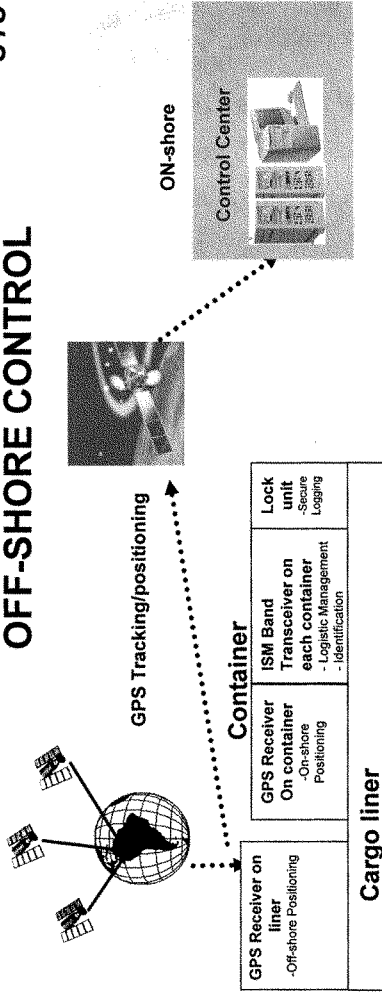 OFF-SHORE CONTROL
GPS Tracking/positioning
ON-shore
Control Center
Container
GPS Receiver on
liner
-Off-shore Positioning
GPS Receiver
On container
-On-shore
Positioning
ISM Band
Transceiver on
each container
- Logistic Management
- Identification
Lock
unit
-Secure
Logging
Cargo liner